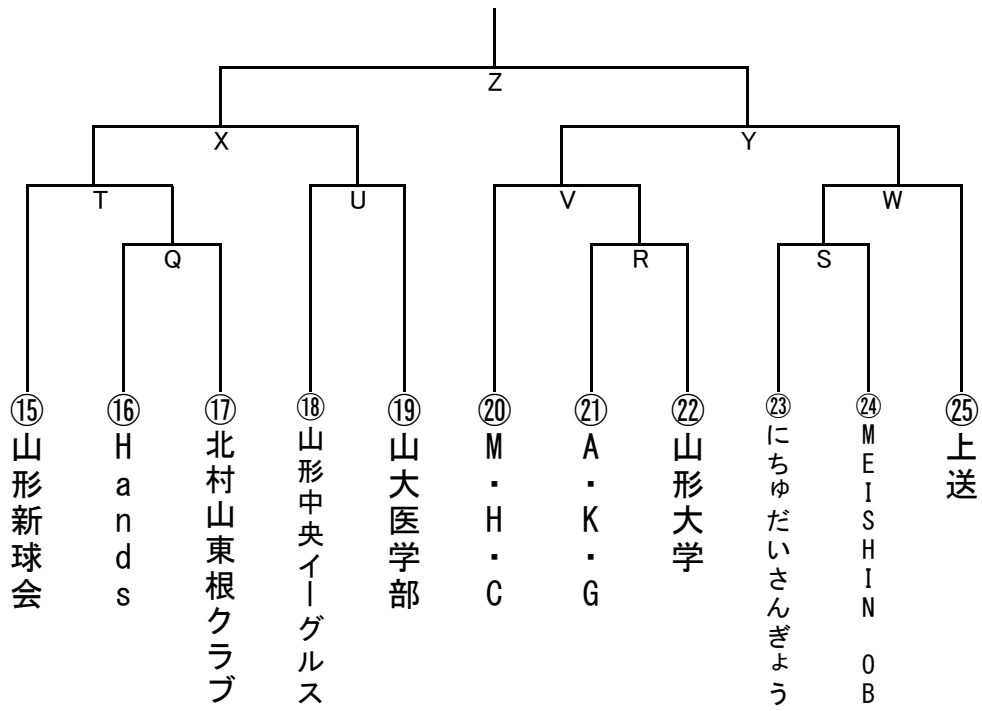 Z
X
Y
T
U
V
W
Q
R
S
⑮山形新球会
⑯Hands
⑰北村山東根クラブ
⑱山形中央イーグルス
⑲山大医学部
⑳M・H・C
㉑A・K・G
㉒山形大学
㉓にちゅだいさんぎょう
㉔MEISHIN OB
㉕上送